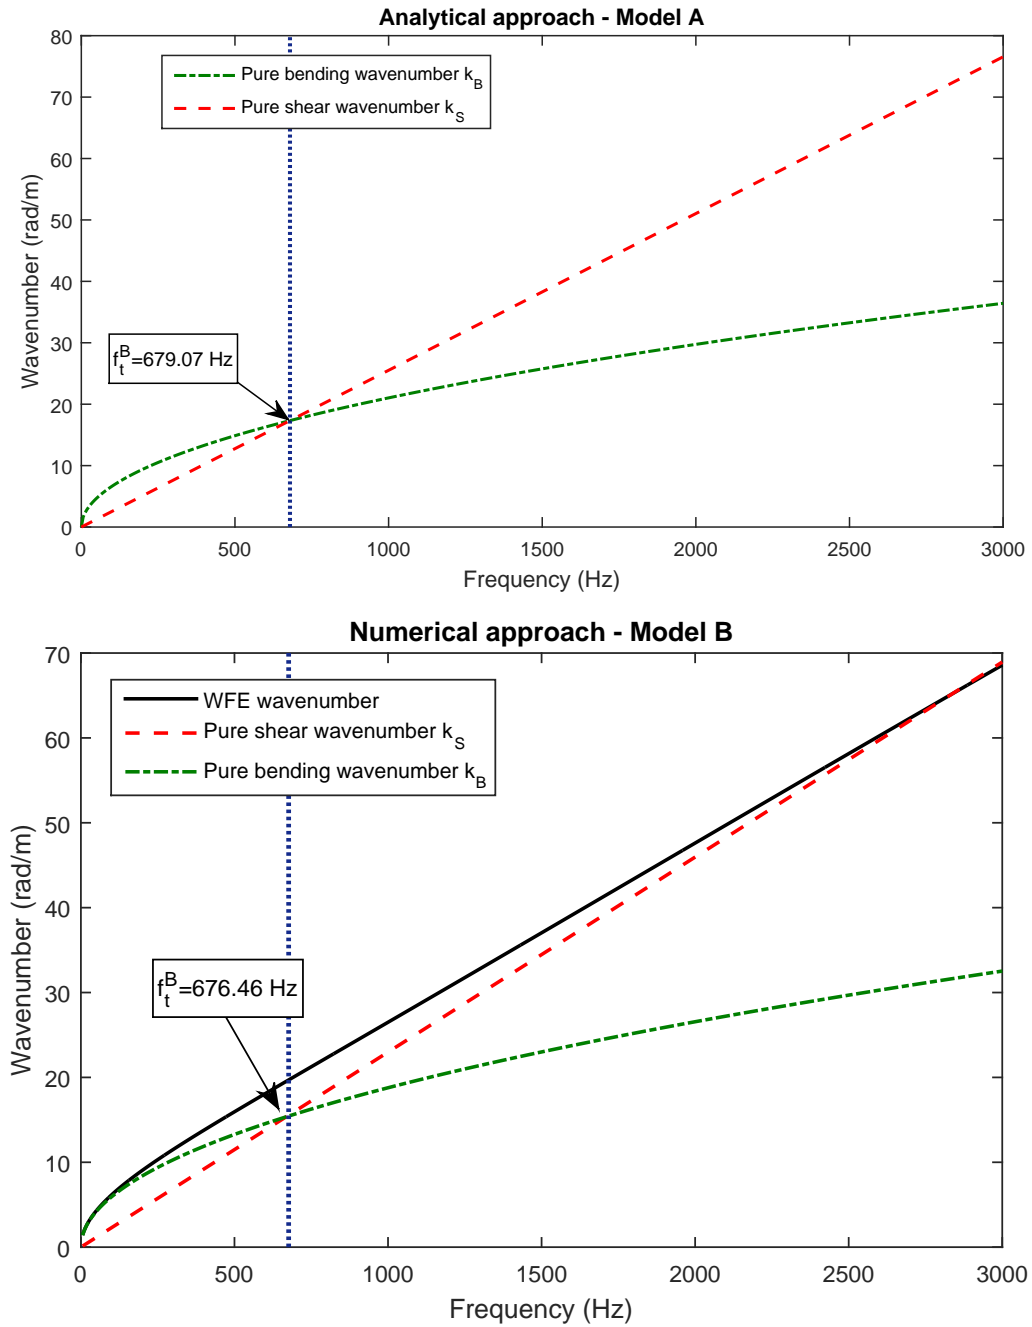 Analytical approach - Model A
80
70
60
50
40
30
20
10
0
Wavenumber (rad/m)
Pure bending wavenumber k_B
Pure shear wavenumber k_S
f_t^B=679.07 Hz
0 500 1000 1500 2000 2500 3000
Frequency (Hz)
Numerical approach - Model B
70
60
50
40
30
20
10
0
Wavenumber (rad/m)
WFE wavenumber
Pure shear wavenumber k_S
Pure bending wavenumber k_B
f_t^B=676.46 Hz
0 500 1000 1500 2000 2500 3000
Frequency (Hz)